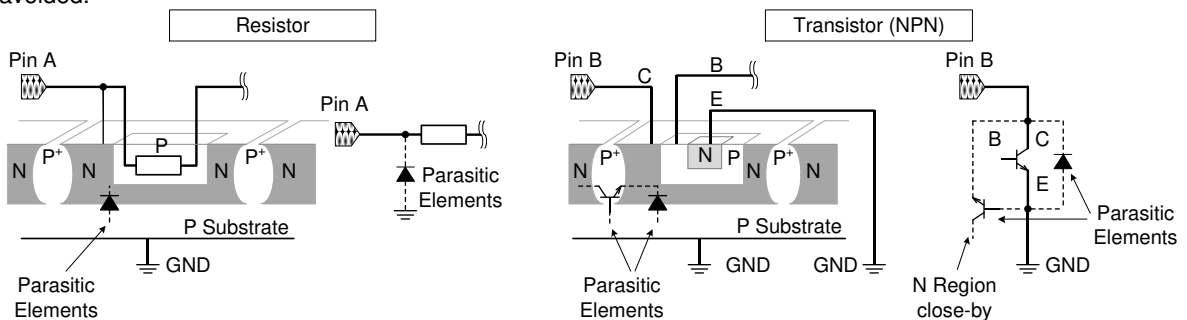 avoided.
Resistor
Transistor (NPN)
Pin A
Pin A
N
P+
N
P
P+
N
N
Parasitic
Elements
P Substrate
GND
Parasitic
Elements
Pin B
C
B
E
N
P+
N
N
P
P+
N
N
P Substrate
GND
GND
Parasitic
Elements
Pin B
B
C
E
Parasitic
Elements
GND
N Region
close-by